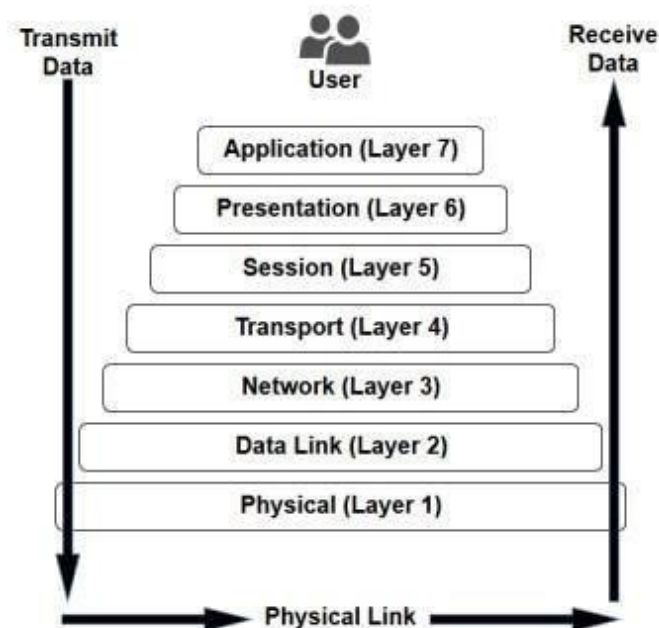 Transmit
Data
User
Receive
Data
Application (Layer 7)
Presentation (Layer 6)
Session (Layer 5)
Transport (Layer 4)
Network (Layer 3)
Data Link (Layer 2)
Physical (Layer 1)
Physical Link